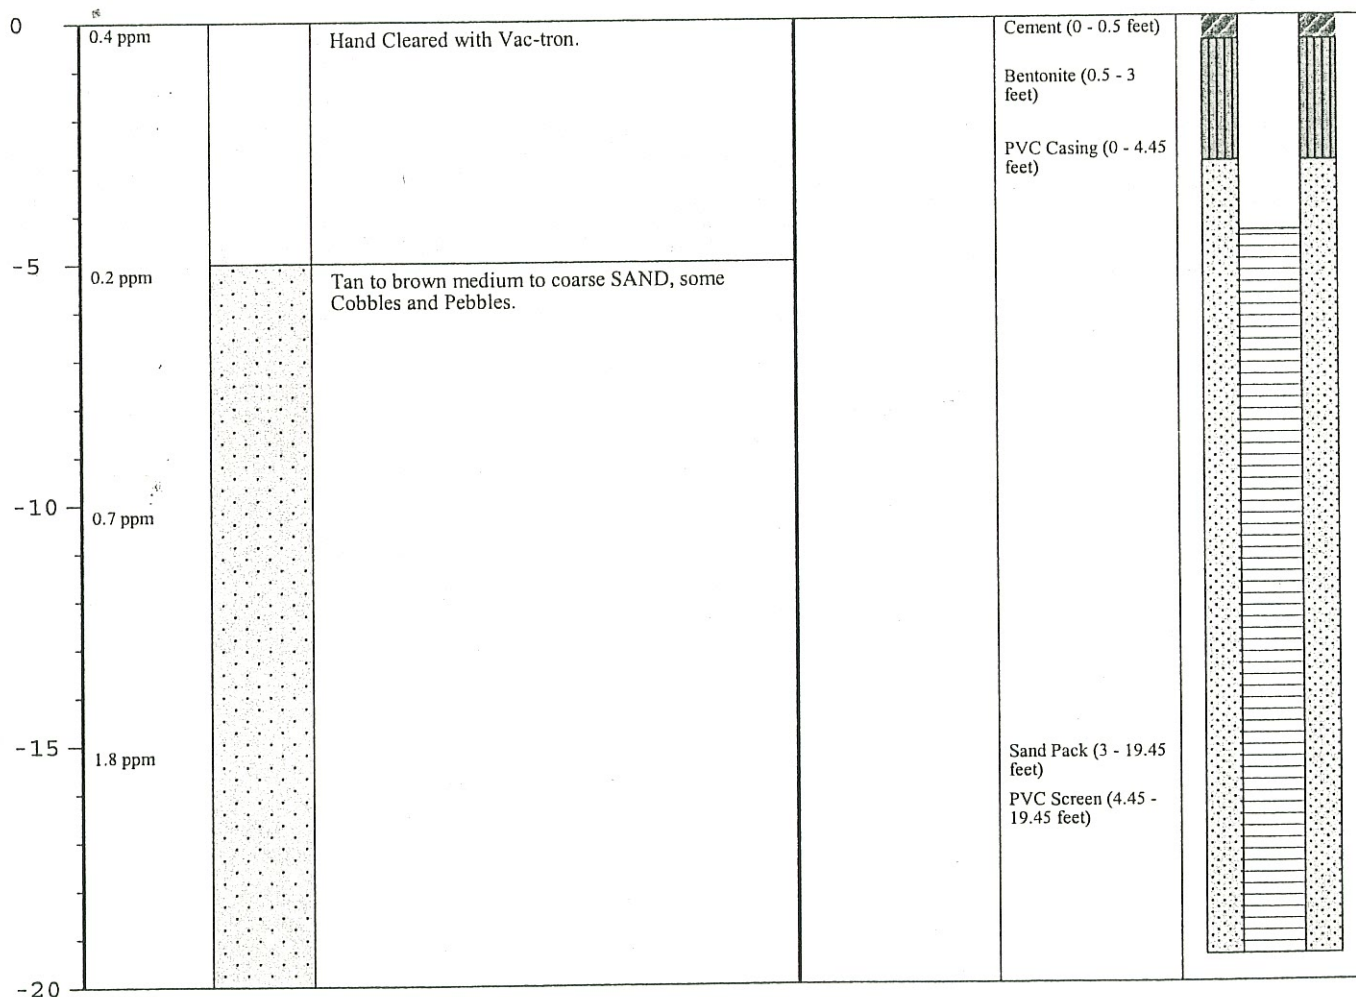 0
0.4 ppm
Hand Cleared with Vac-tron.
Cement (0 - 0.5 feet)
Bentonite (0.5 - 3
feet)
PVC Casing (0 - 4.45
feet)
-5
0.2 ppm
Tan to brown medium to coarse SAND, some
Cobbles and Pebbles.
-10
0.7 ppm
-15
1.8 ppm
Sand Pack (3 - 19.45
feet)
PVC Screen (4.45 -
19.45 feet)
-20